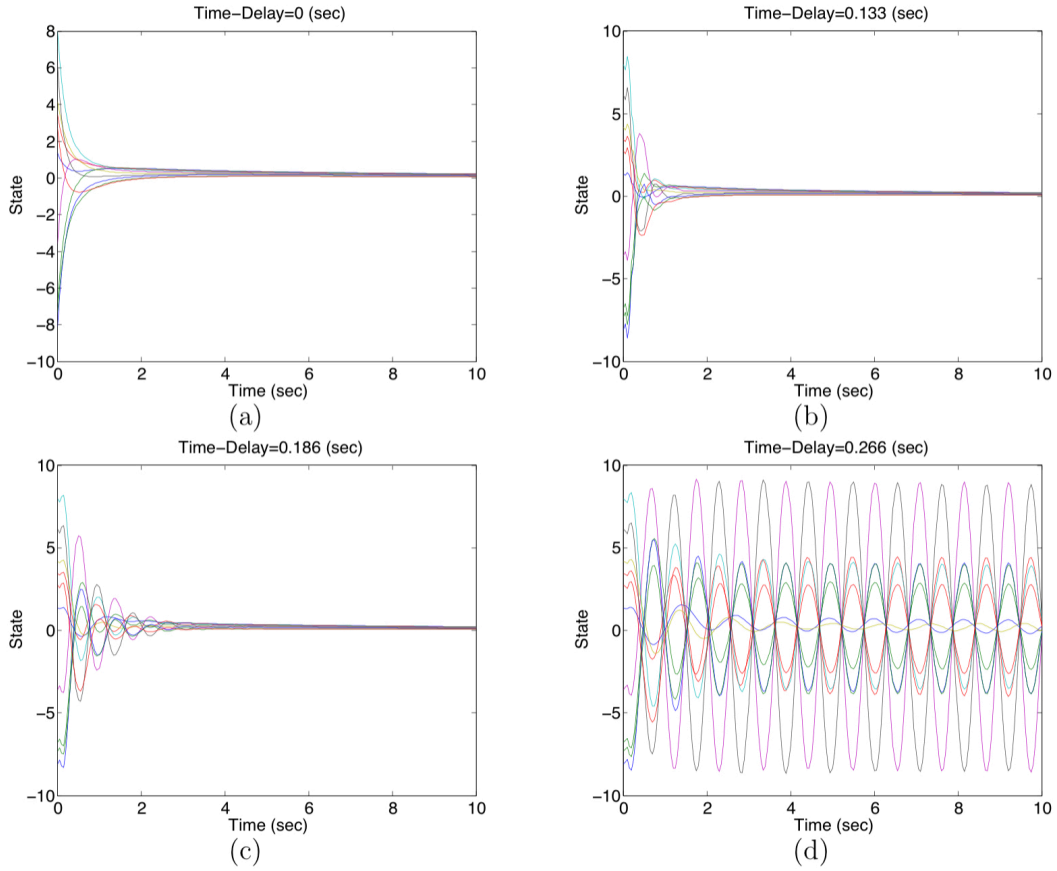 Time−Delay=0 (sec)
8
6
4
2
0
−2
−4
−6
−8
−10
State
0 2 4 6 8 10
Time (sec)
(a)
Time−Delay=0.133 (sec)
10
5
0
−5
−10
State
0 2 4 6 8 10
Time (sec)
(b)
Time−Delay=0.186 (sec)
10
5
0
−5
−10
State
0 2 4 6 8 10
Time (sec)
(c)
Time−Delay=0.266 (sec)
10
5
0
−5
−10
State
0 2 4 6 8 10
Time (sec)
(d)